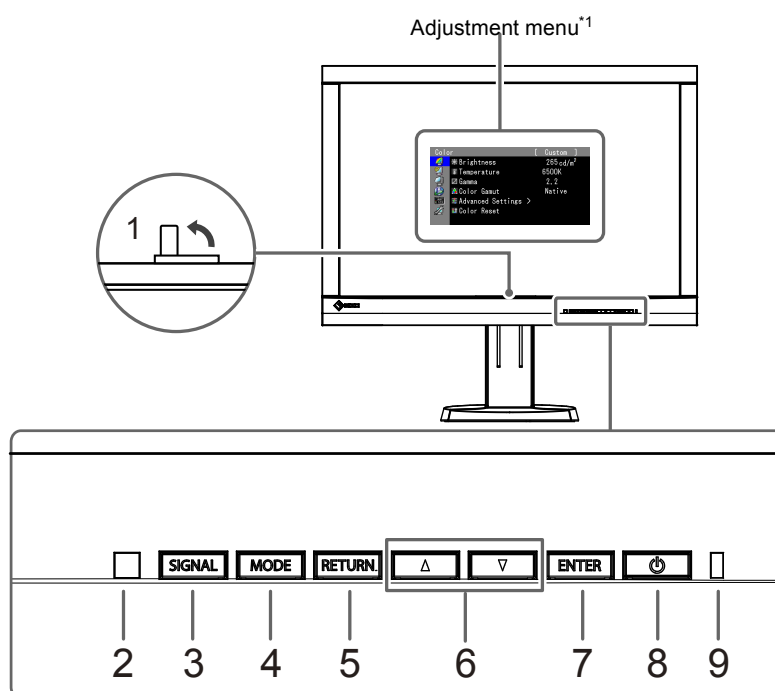 Adjustment menu*1
Color [ Custom ]
Brightness 265 cd/m²
Temperature 6500K
Gamma 2.2
Color Gamut Native
Advanced Settings >
Color Reset
1
SIGNAL MODE RETURN ENTER
2 3 4 5 6 7 8 9